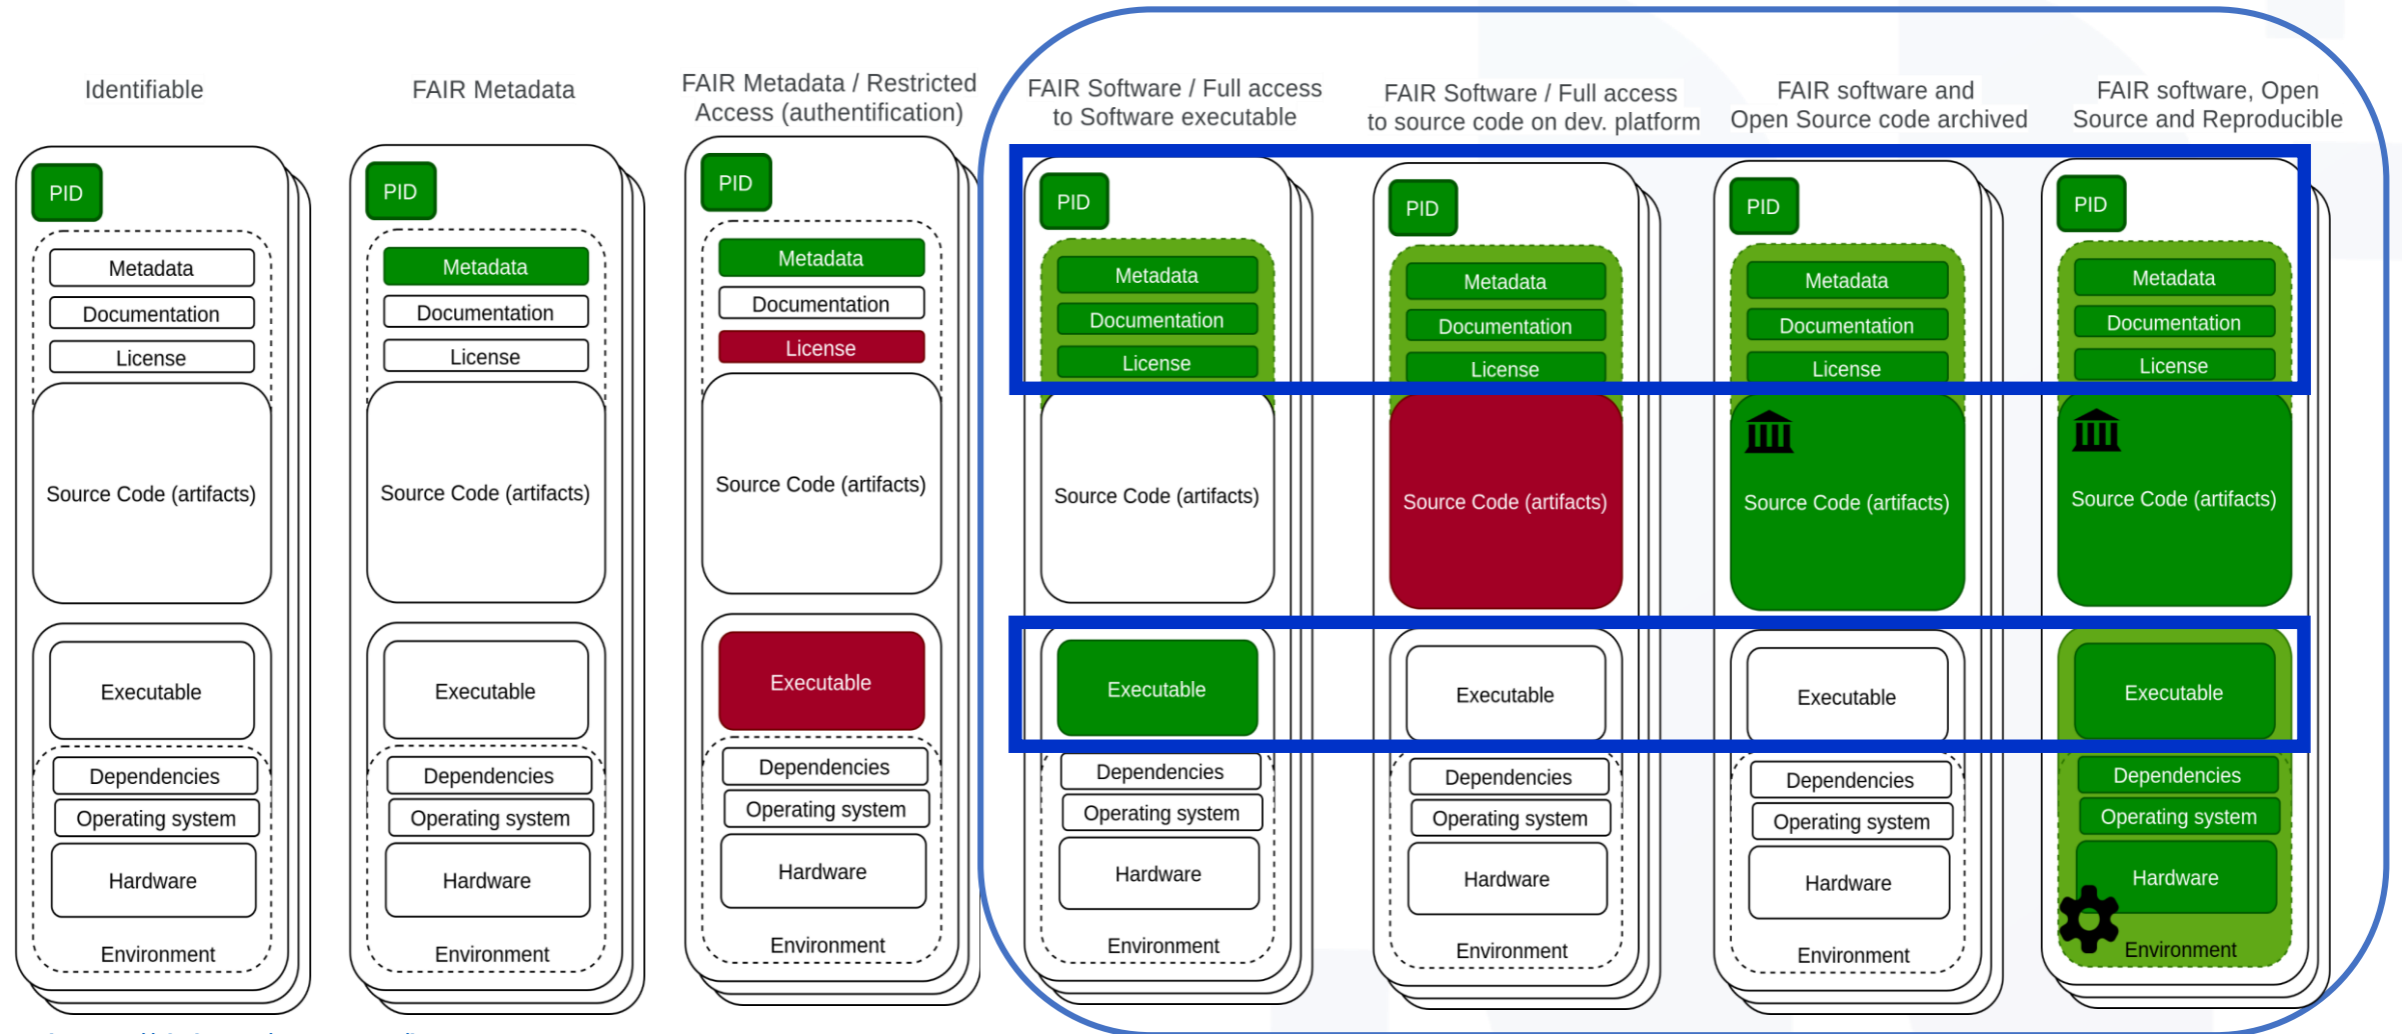 Identifiable
PID
Metadata
Documentation
License
Source Code (artifacts)
Executable
Dependencies
Operating system
Hardware
Environment
FAIR Metadata
PID
Metadata
Documentation
License
Source Code (artifacts)
Executable
Dependencies
Operating system
Hardware
Environment
FAIR Metadata / Restricted
Access (authentification)
PID
Metadata
Documentation
License
Source Code (artifacts)
Executable
Dependencies
Operating system
Hardware
Environment
FAIR Software / Full access
to Software executable
PID
Metadata
Documentation
License
Source Code (artifacts)
Executable
Dependencies
Operating system
Hardware
Environment
FAIR Software / Full access
to source code on dev. platform
PID
Metadata
Documentation
License
Source Code (artifacts)
Executable
Dependencies
Operating system
Hardware
Environment
FAIR software and
Open Source code archived
PID
Metadata
Documentation
License
Source Code (artifacts)
Executable
Dependencies
Operating system
Hardware
Environment
FAIR software, Open
Source and Reproducible
PID
Metadata
Documentation
License
Source Code (artifacts)
Executable
Dependencies
Operating system
Hardware
Environment